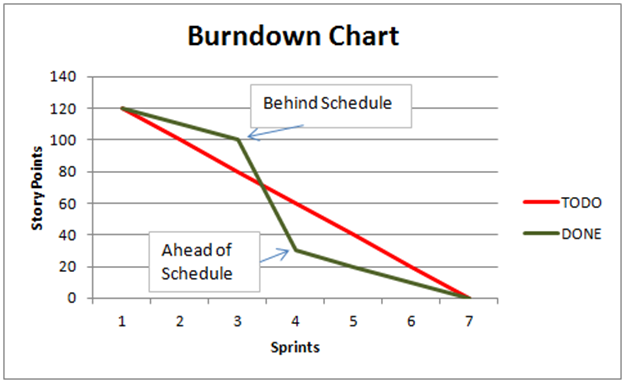 Burndown Chart
140
120
100
80
60
40
20
0
Story Points
Behind Schedule
Ahead of
Schedule
1 2 3 4 5 6 7
Sprints
TODO
DONE